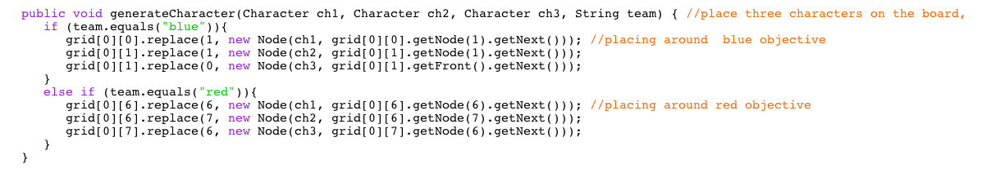 public void generateCharacter(Character ch1, Character ch2, Character ch3, String team) { //place three characters on the board,
if (team.equals("blue")){
grid[0][0].replace(1, new Node(ch1, grid[0][0].getNode(1).getNext())); //placing around  blue objective
grid[0][1].replace(1, new Node(ch2, grid[0][1].getNode(1).getNext()));
grid[0][1].replace(0, new Node(ch3, grid[0][1].getFront().getNext()));
}
else if (team.equals("red")){
grid[0][6].replace(6, new Node(ch1, grid[0][6].getNode(6).getNext())); //placing around red objective
grid[0][6].replace(7, new Node(ch2, grid[0][6].getNode(7).getNext()));
grid[0][7].replace(6, new Node(ch3, grid[0][7].getNode(6).getNext()));
}
}